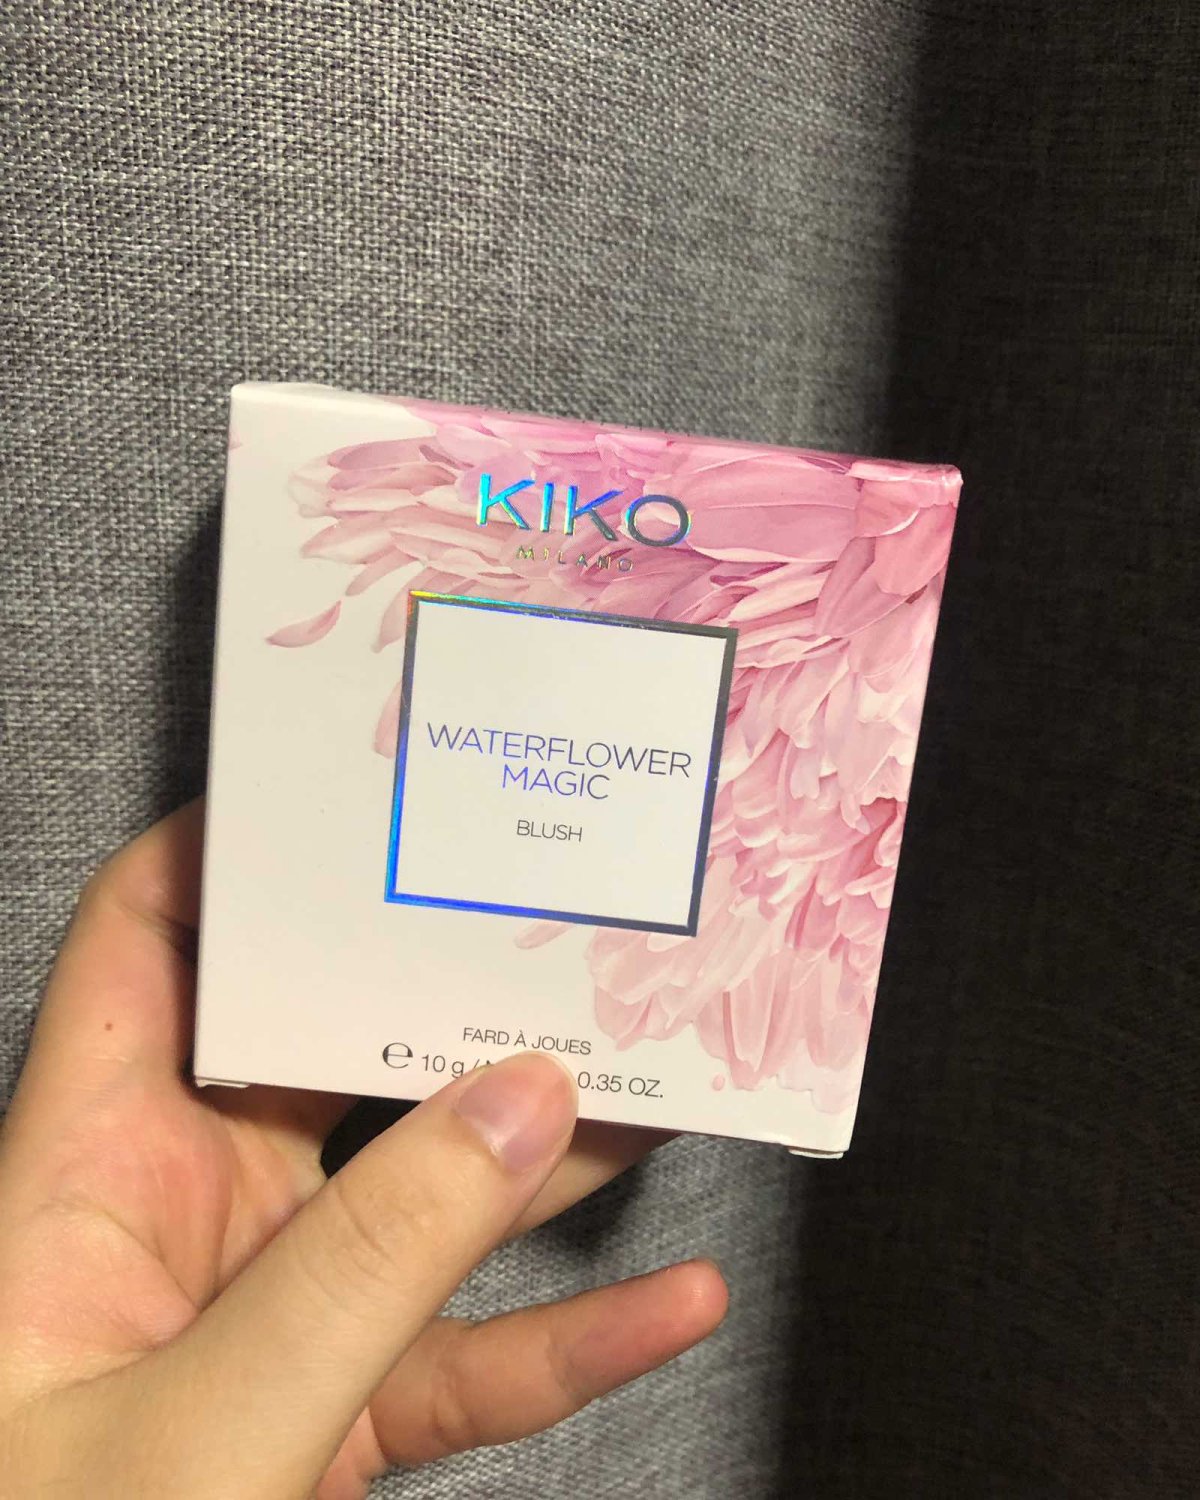 KIKO
MILANO
WATERFLOWER
MAGIC
BLUSH
FARD À JOUES
℮ 10 g / 0.35 OZ.